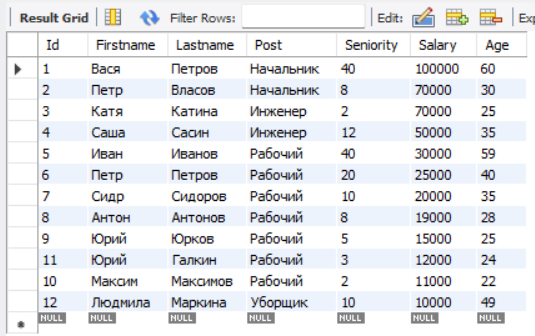 Result Grid Filter Rows: Edit: Exp
Id Firstname Lastname Post Seniority Salary Age
1 Вася Петров Начальник 40 100000 60
2 Петр Власов Начальник 8 70000 30
3 Катя Катина Инженер 2 70000 25
4 Саша Сасин Инженер 12 50000 35
5 Иван Иванов Рабочий 40 30000 59
6 Петр Петров Рабочий 20 25000 40
7 Сидр Сидоров Рабочий 10 20000 35
8 Антон Антонов Рабочий 8 19000 28
9 Юрий Юрков Рабочий 5 15000 25
11 Юрий Галкин Рабочий 3 12000 24
10 Максим Максимов Рабочий 2 11000 22
12 Людмила Маркина Уборщик 10 10000 49
NULL NULL NULL NULL NULL NULL NULL